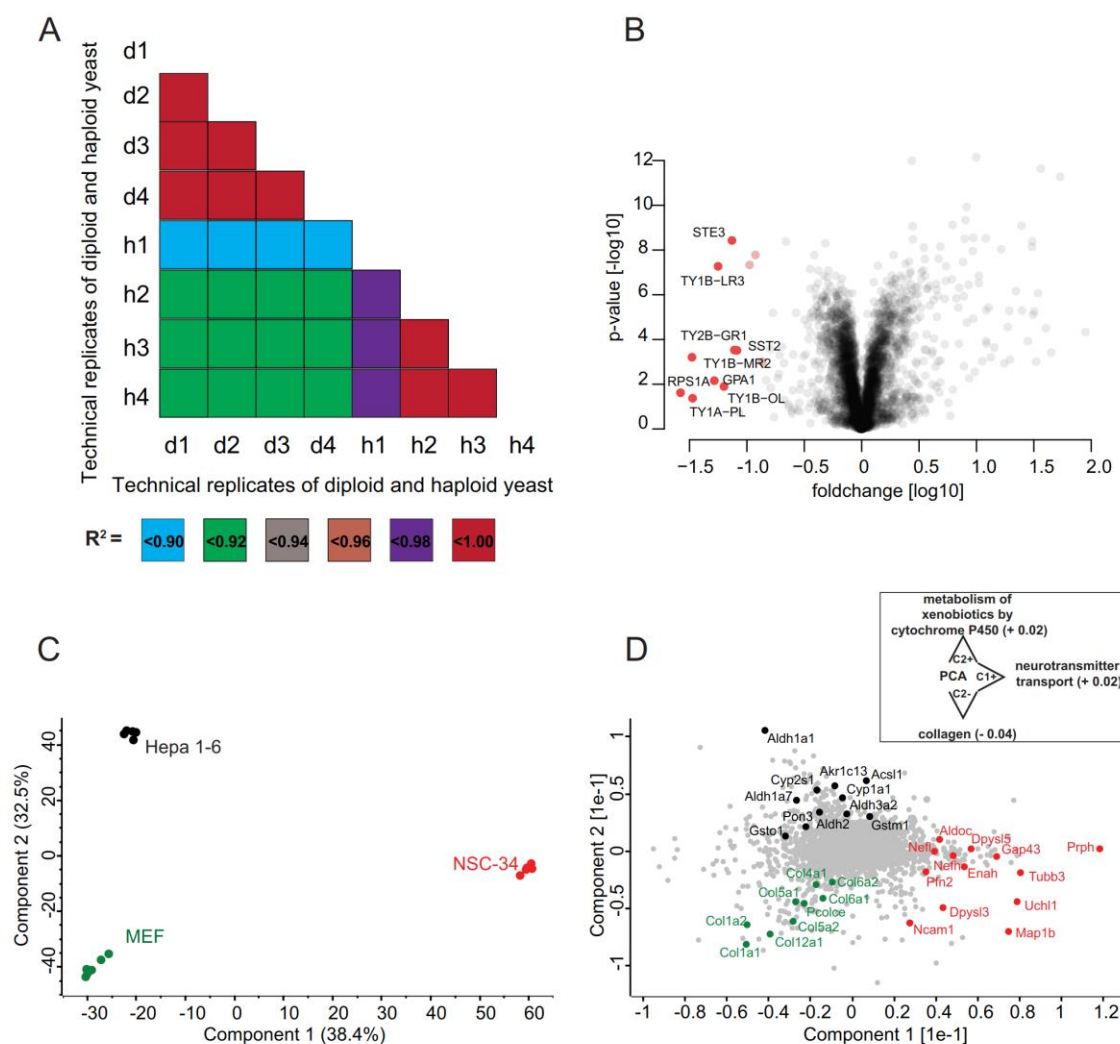 A
Technical replicates of diploid and haploid yeast
d1
d2
d3
d4
h1
h2
h3
h4
d1 d2 d3 d4 h1 h2 h3 h4
Technical replicates of diploid and haploid yeast
R² = <0.90 <0.92 <0.94 <0.96 <0.98 <1.00
B
p-value [-log10]
12
10
8
6
4
2
0
STE3
TY1B−LR3
TY2B−GR1
SST2
TY1B−MR2
RPS1A
GPA1
TY1B−OL
TY1A−PL
−1.5 −1.0 −0.5 0 0.5 1.0 1.5 2.0
foldchange [log10]
C
Component 2 (32.5%)
40
20
0
-20
-40
Hepa 1-6
NSC-34
MEF
-30 -20 -10 0 10 20 30 40 50 60
Component 1 (38.4%)
D
metabolism of
xenobiotics by
cytochrome P450 (+ 0.02)
C2+
PCA C1+
C2-
neurotransmitter
transport (+ 0.02)
collagen (- 0.04)
Component 2 [1e-1]
1
0.5
0
-0.5
-1
Aldh1a1
Akr1c13
Acsl1
Cyp2s1
Cyp1a1
Aldh1a7
Aldh3a2
Pon3
Aldh2
Gstm1
Gsto1
Aldoc
Dpysl5
Nefl
Gap43
Prph
Nefh
Enah
Pfn2
Tubb3
Col4a1
Col6a2
Col5a1
Col6a1
Pcolce
Dpysl3
Uchl1
Col1a2
Col5a2
Ncam1
Map1b
Col12a1
Col1a1
-1 -0.8 -0.6 -0.4 -0.2 0 0.2 0.4 0.6 0.8 1 1.2
Component 1 [1e-1]